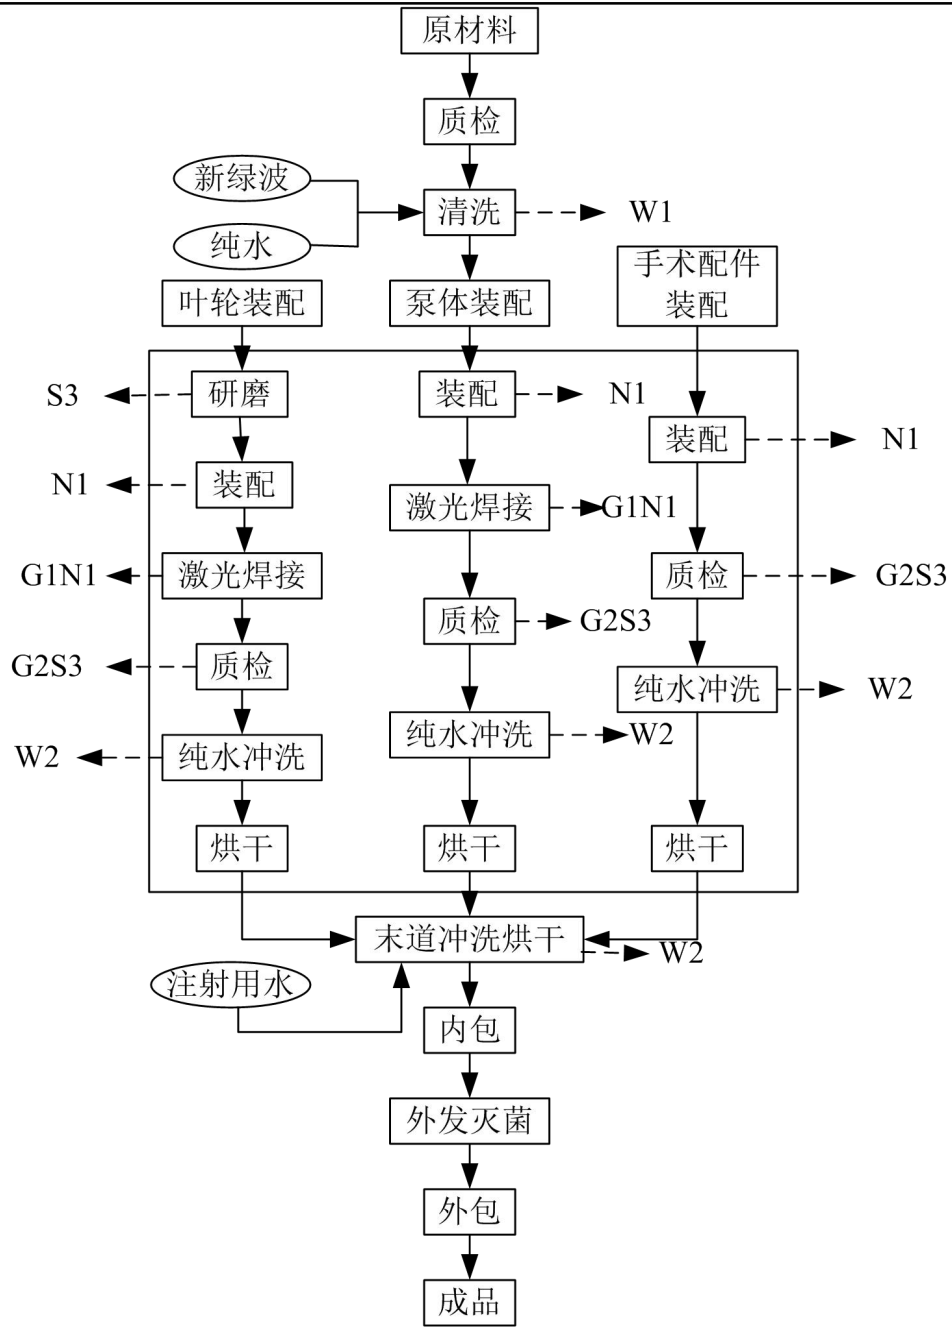 原材料
质检
新绿波
清洗
W1
纯水
手术配件
装配
叶轮装配
泵体装配
S3
研磨
装配
N1
装配
N1
N1
装配
激光焊接
G1N1
G1N1
激光焊接
质检
G2S3
质检
G2S3
G2S3
质检
纯水冲洗
W2
纯水冲洗
W2
W2
纯水冲洗
烘干
烘干
烘干
末道冲洗烘干
W2
注射用水
内包
外发灭菌
外包
成品